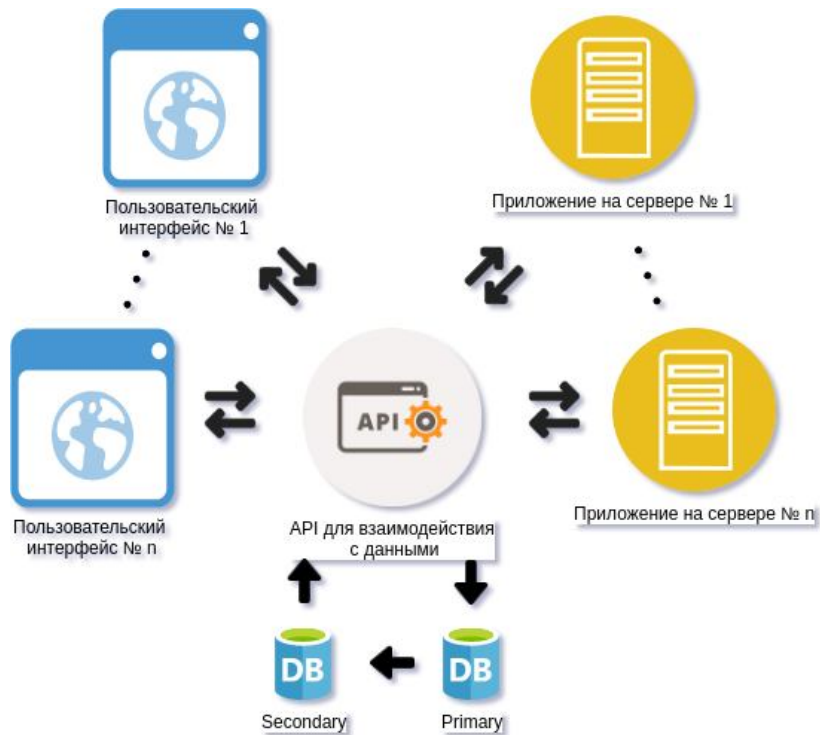 Пользовательский
интерфейс № 1
Приложение на сервере № 1
API
Пользовательский
интерфейс № n
API для взаимодействия
с данными
Приложение на сервере № n
DB
DB
Secondary
Primary